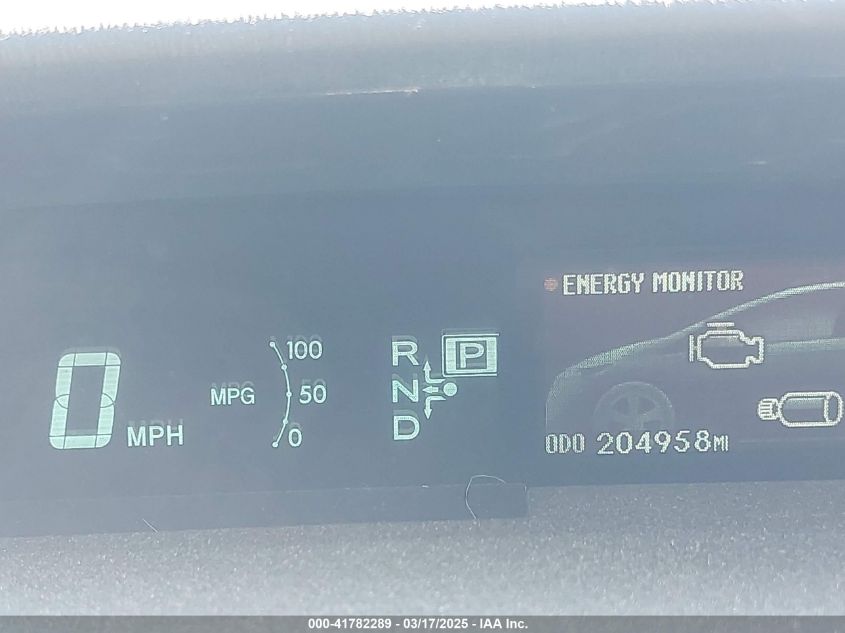 ENERGY MONITOR
0 MPH
MPG
100
50
0
R
N
D
P
ODO 204958MI
000-41782289 - 03/17/2025 - IAA Inc.